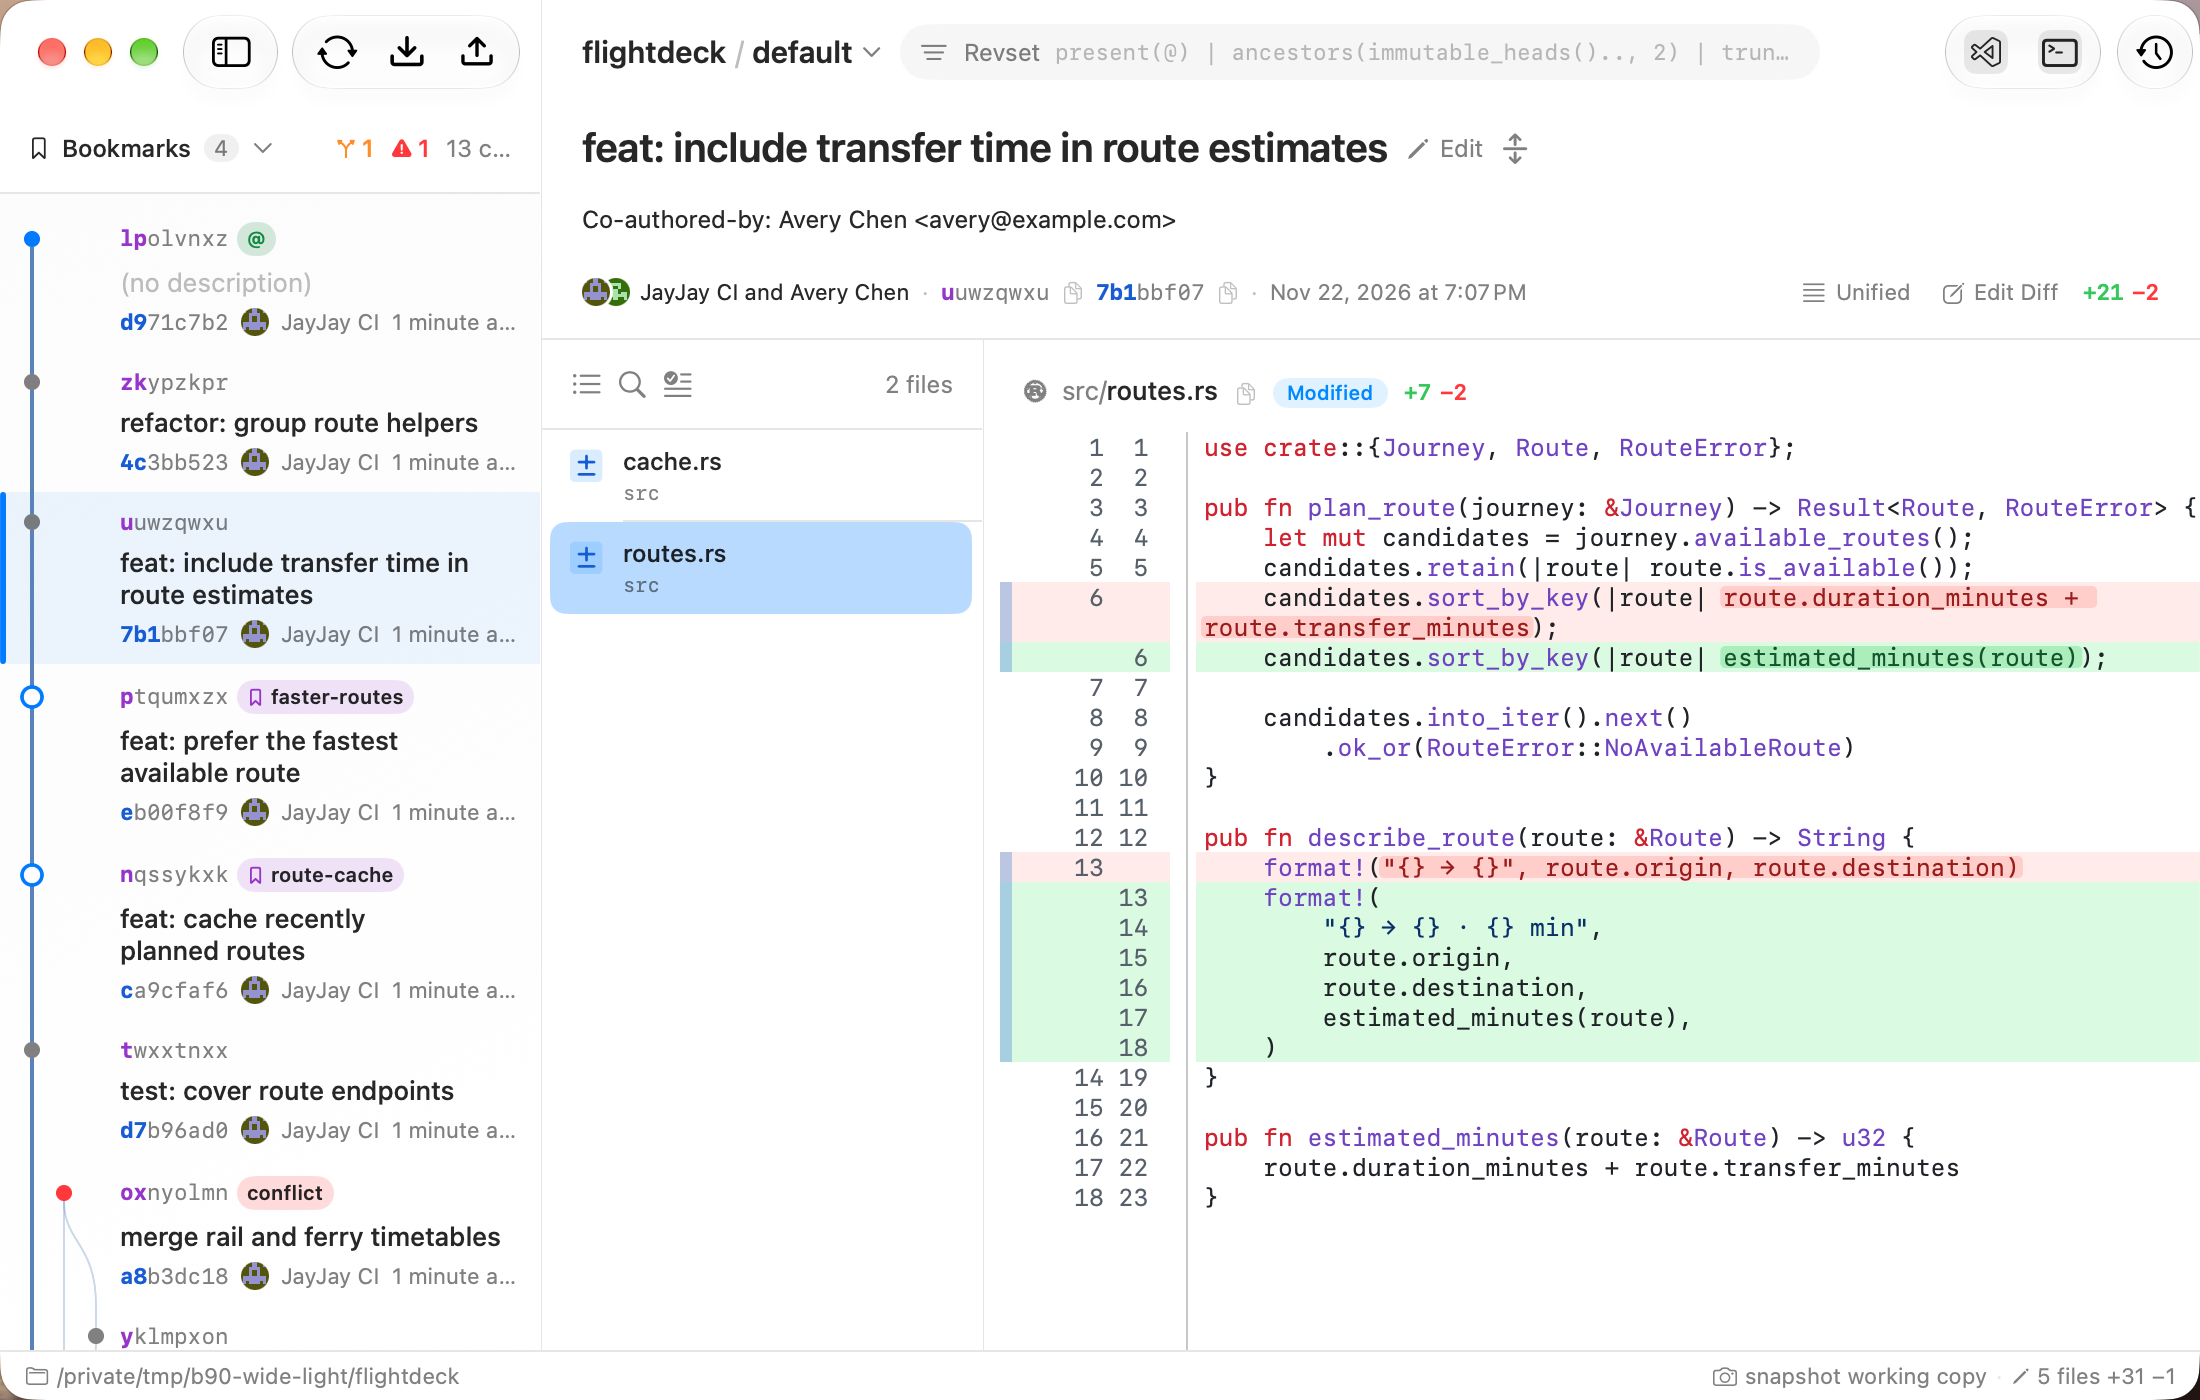 flightdeck / default
Revset present(@) | ancestors(immutable_heads().., 2) | trun…
Bookmarks 4
1 1 13 c…
lpolvnxz @
(no description)
d971c7b2 JayJay CI 1 minute a…
zkypzkpr
refactor: group route helpers
4c3bb523 JayJay CI 1 minute a…
uuwzqwxu
feat: include transfer time in
route estimates
7b1bbf07 JayJay CI 1 minute a…
ptqumxzx faster-routes
feat: prefer the fastest
available route
eb00f8f9 JayJay CI 1 minute a…
nqssykxk route-cache
feat: cache recently
planned routes
ca9cfaf6 JayJay CI 1 minute a…
twxxtnxx
test: cover route endpoints
d7b96ad0 JayJay CI 1 minute a…
oxnyolmn conflict
merge rail and ferry timetables
a8b3dc18 JayJay CI 1 minute a…
yklmpxon
feat: include transfer time in route estimates Edit
Co-authored-by: Avery Chen <avery@example.com>
JayJay CI and Avery Chen · uuwzqwxu 7b1bbf07 · Nov 22, 2026 at 7:07 PM
Unified Edit Diff +21 −2
2 files
cache.rs
src
routes.rs
src
src/routes.rs Modified +7 −2
1 1 use crate::{Journey, Route, RouteError};
2 2
3 3 pub fn plan_route(journey: &Journey) -> Result<Route, RouteError> {
4 4 let mut candidates = journey.available_routes();
5 5 candidates.retain(|route| route.is_available());
6 candidates.sort_by_key(|route| route.duration_minutes +
route.transfer_minutes);
6 candidates.sort_by_key(|route| estimated_minutes(route));
7 7
8 8 candidates.into_iter().next()
9 9 .ok_or(RouteError::NoAvailableRoute)
10 10 }
11 11
12 12 pub fn describe_route(route: &Route) -> String {
13 format!("{} → {}", route.origin, route.destination)
13 format!(
14 "{} → {} · {} min",
15 route.origin,
16 route.destination,
17 estimated_minutes(route),
18 )
14 19 }
15 20
16 21 pub fn estimated_minutes(route: &Route) -> u32 {
17 22 route.duration_minutes + route.transfer_minutes
18 23 }
/private/tmp/b90-wide-light/flightdeck
snapshot working copy · 5 files +31 −1